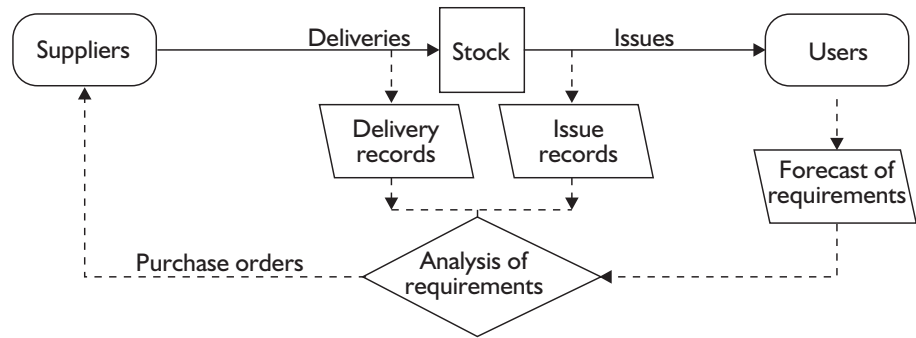 Suppliers
Deliveries
Stock
Issues
Users
Delivery
records
Issue
records
Forecast of
requirements
Purchase orders
Analysis of
requirements